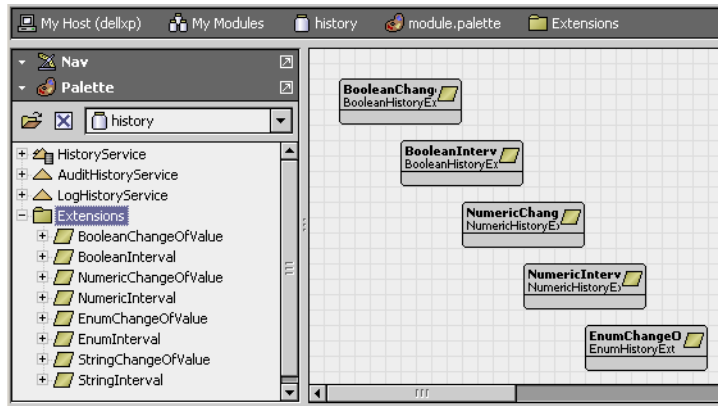 My Host (dellxp) My Modules history module.palette Extensions
Nav
Palette
history
HistoryService
AuditHistoryService
LogHistoryService
Extensions
BooleanChangeOfValue
BooleanInterval
NumericChangeOfValue
NumericInterval
EnumChangeOfValue
EnumInterval
StringChangeOfValue
StringInterval
BooleanChang
BooleanHistoryEx
BooleanInterv
BooleanHistoryEx
NumericChang
NumericHistoryEx
NumericInterv
NumericHistoryEx
EnumChangeO
EnumHistoryExt